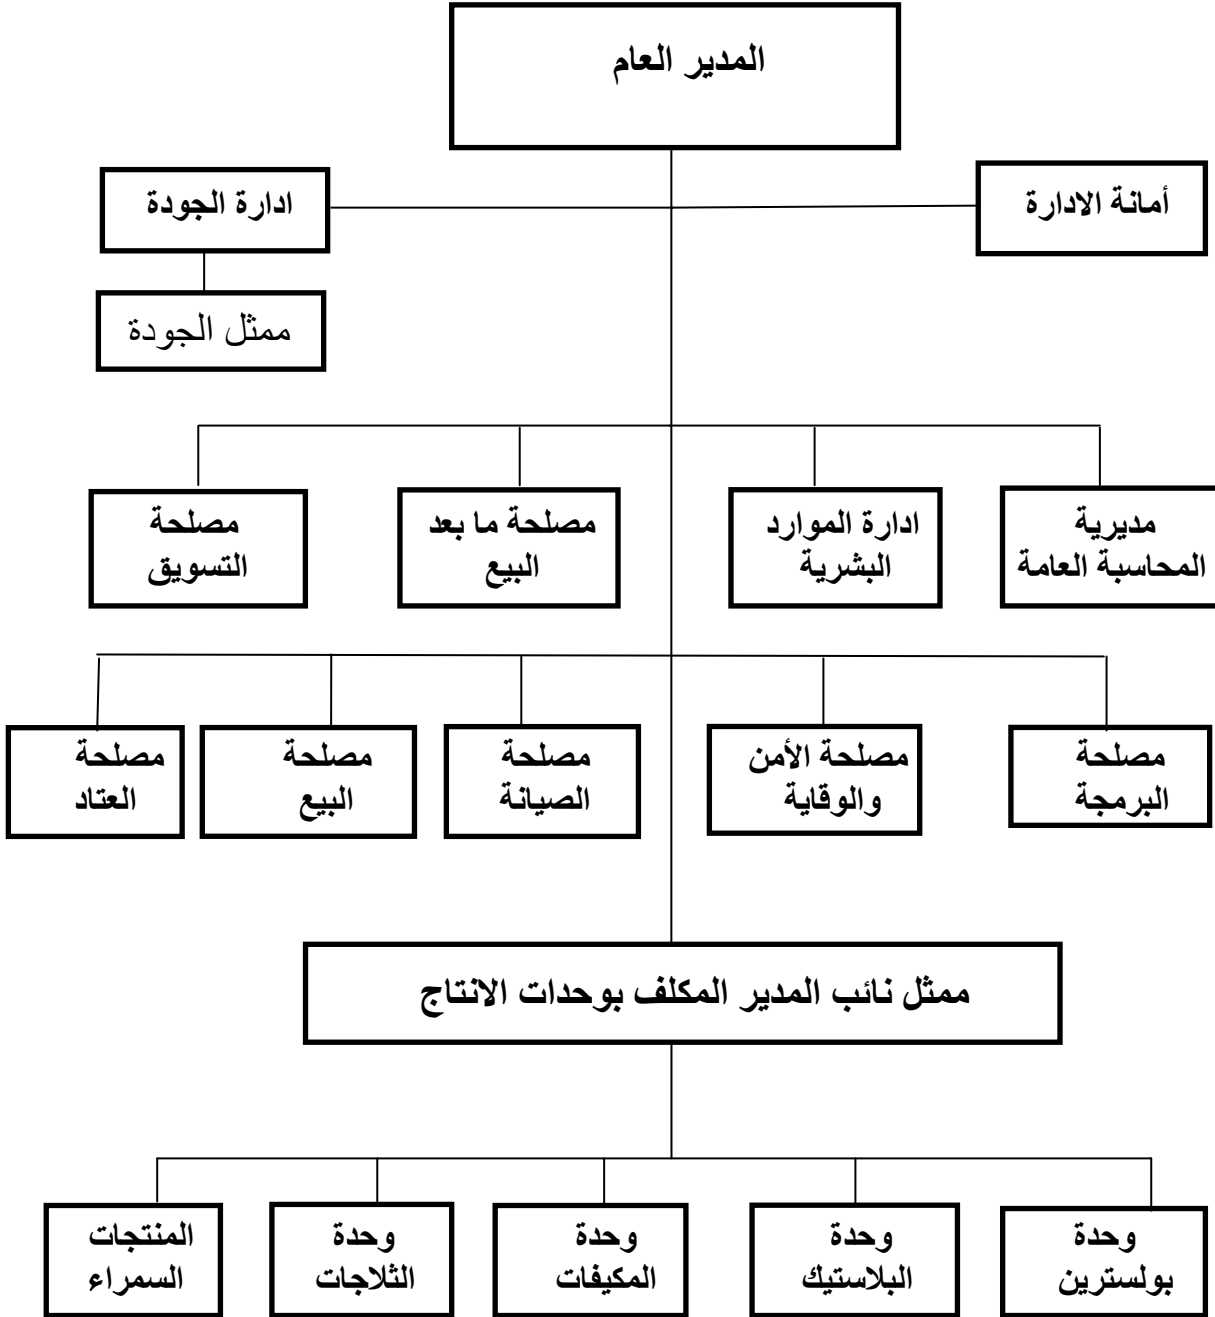 المدير العام
أمانة الادارة
ادارة الجودة
ممثل الجودة
مديرية
المحاسبة العامة
ادارة الموارد
البشرية
مصلحة ما بعد
البيع
مصلحة
التسويق
مصلحة
البرمجة
مصلحة الأمن
والوقاية
مصلحة
الصيانة
مصلحة
البيع
مصلحة
العتاد
ممثل نائب المدير المكلف بوحدات الانتاج
وحدة
بولسترين
وحدة
البلاستيك
وحدة
المكيفات
وحدة
الثلاجات
المنتجات
السمراء